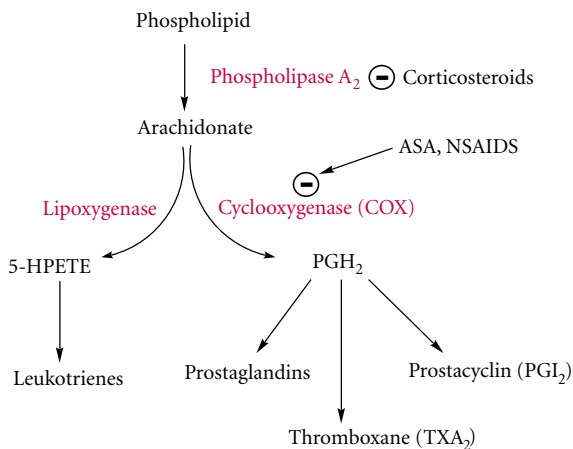 Phospholipid
Phospholipase A₂ − Corticosteroids
Arachidonate
ASA, NSAIDS
−
Lipoxygenase
Cyclooxygenase (COX)
5-HPETE
PGH₂
Leukotrienes
Prostaglandins
Prostacyclin (PGI₂)
Thromboxane (TXA₂)